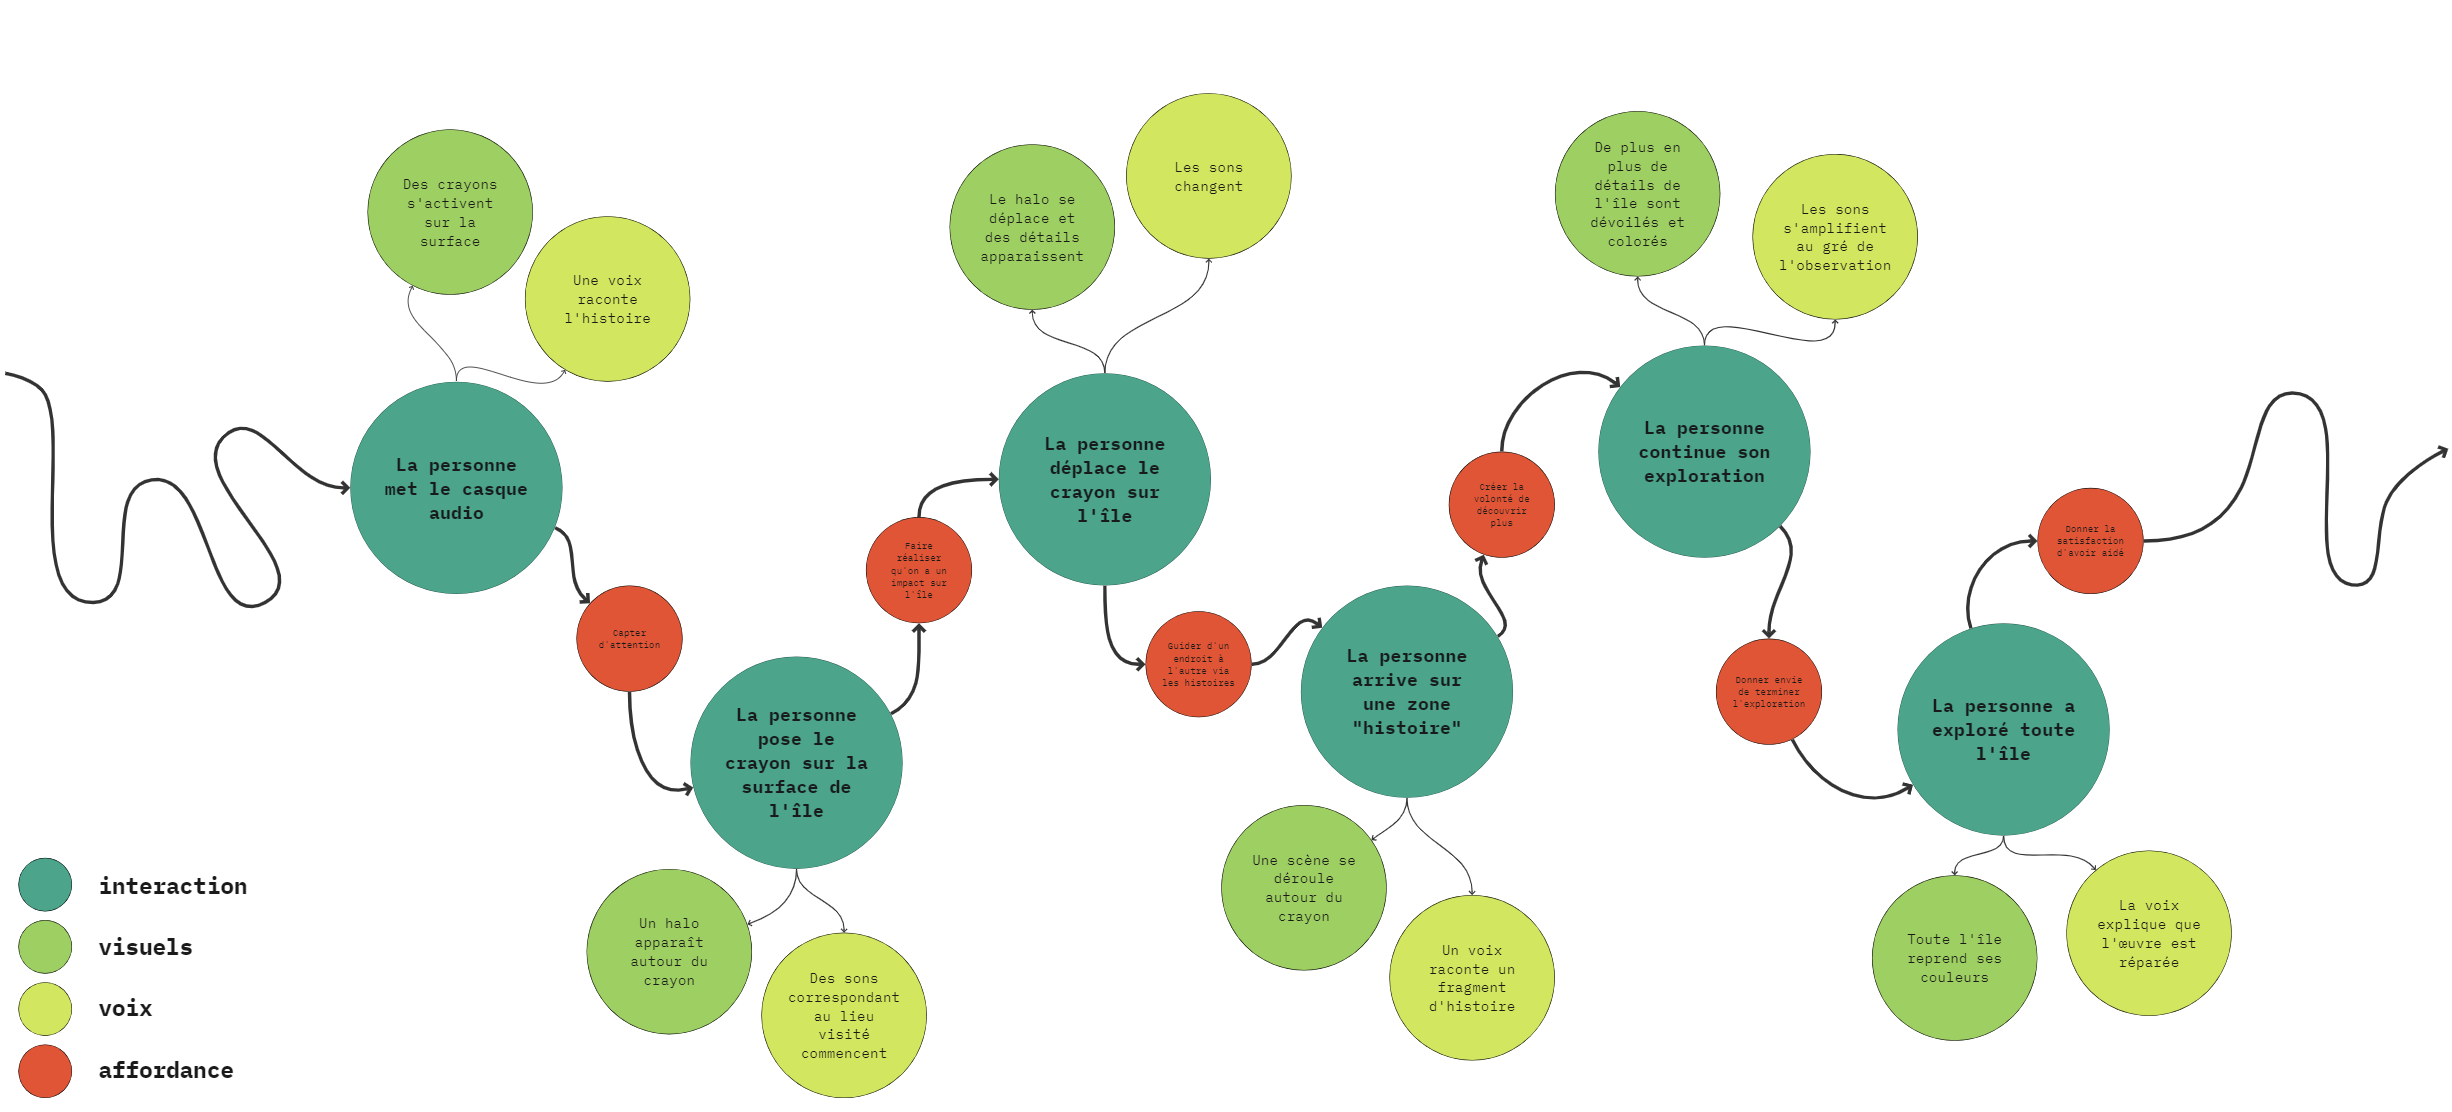 Des crayons
s'activent
sur la
surface
Une voix
raconte
l'histoire
La personne
met le casque
audio
Capter
d'attention
La personne
pose le
crayon sur la
surface de
l'île
Un halo
apparaît
autour du
crayon
Des sons
correspondant
au lieu
visité
commencent
Faire
réaliser
qu'on a un
impact sur
l'île
Le halo se
déplace et
des détails
apparaissent
Les sons
changent
La personne
déplace le
crayon sur
l'île
Guider d'un
endroit à
l'autre via
les histoires
La personne
arrive sur
une zone
"histoire"
Une scène se
déroule
autour du
crayon
Un voix
raconte un
fragment
d'histoire
Créer la
volonté de
découvrir
plus
De plus en
plus de
détails de
l'île sont
dévoilés et
colorés
Les sons
s'amplifient
au gré de
l'observation
La personne
continue son
exploration
Donner envie
de terminer
l'exploration
La personne a
exploré toute
l'île
Toute l'île
reprend ses
couleurs
La voix
explique que
l'œuvre est
réparée
Donner la
satisfaction
d'avoir aidé
interaction
visuels
voix
affordance